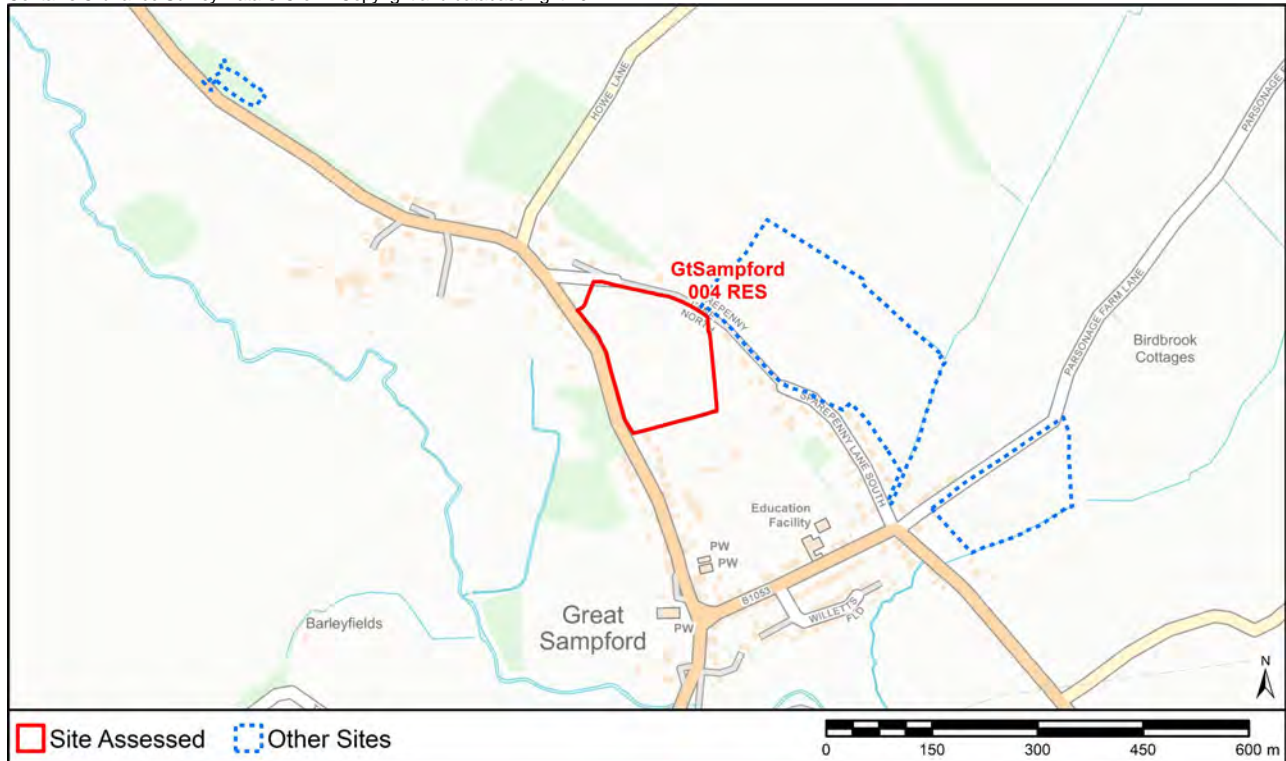 HOWE LANE
PARSONAGE FARM LANE
GtSampford
004 RES
NORTH
SPAREPENNY LANE SOUTH
Birdbrook
Cottages
Education
Facility
PW
PW
B1053
WILLETTS
FLD
Great
Sampford
PW
Barleyfields
N
Site Assessed
Other Sites
0 150 300 450 600 m